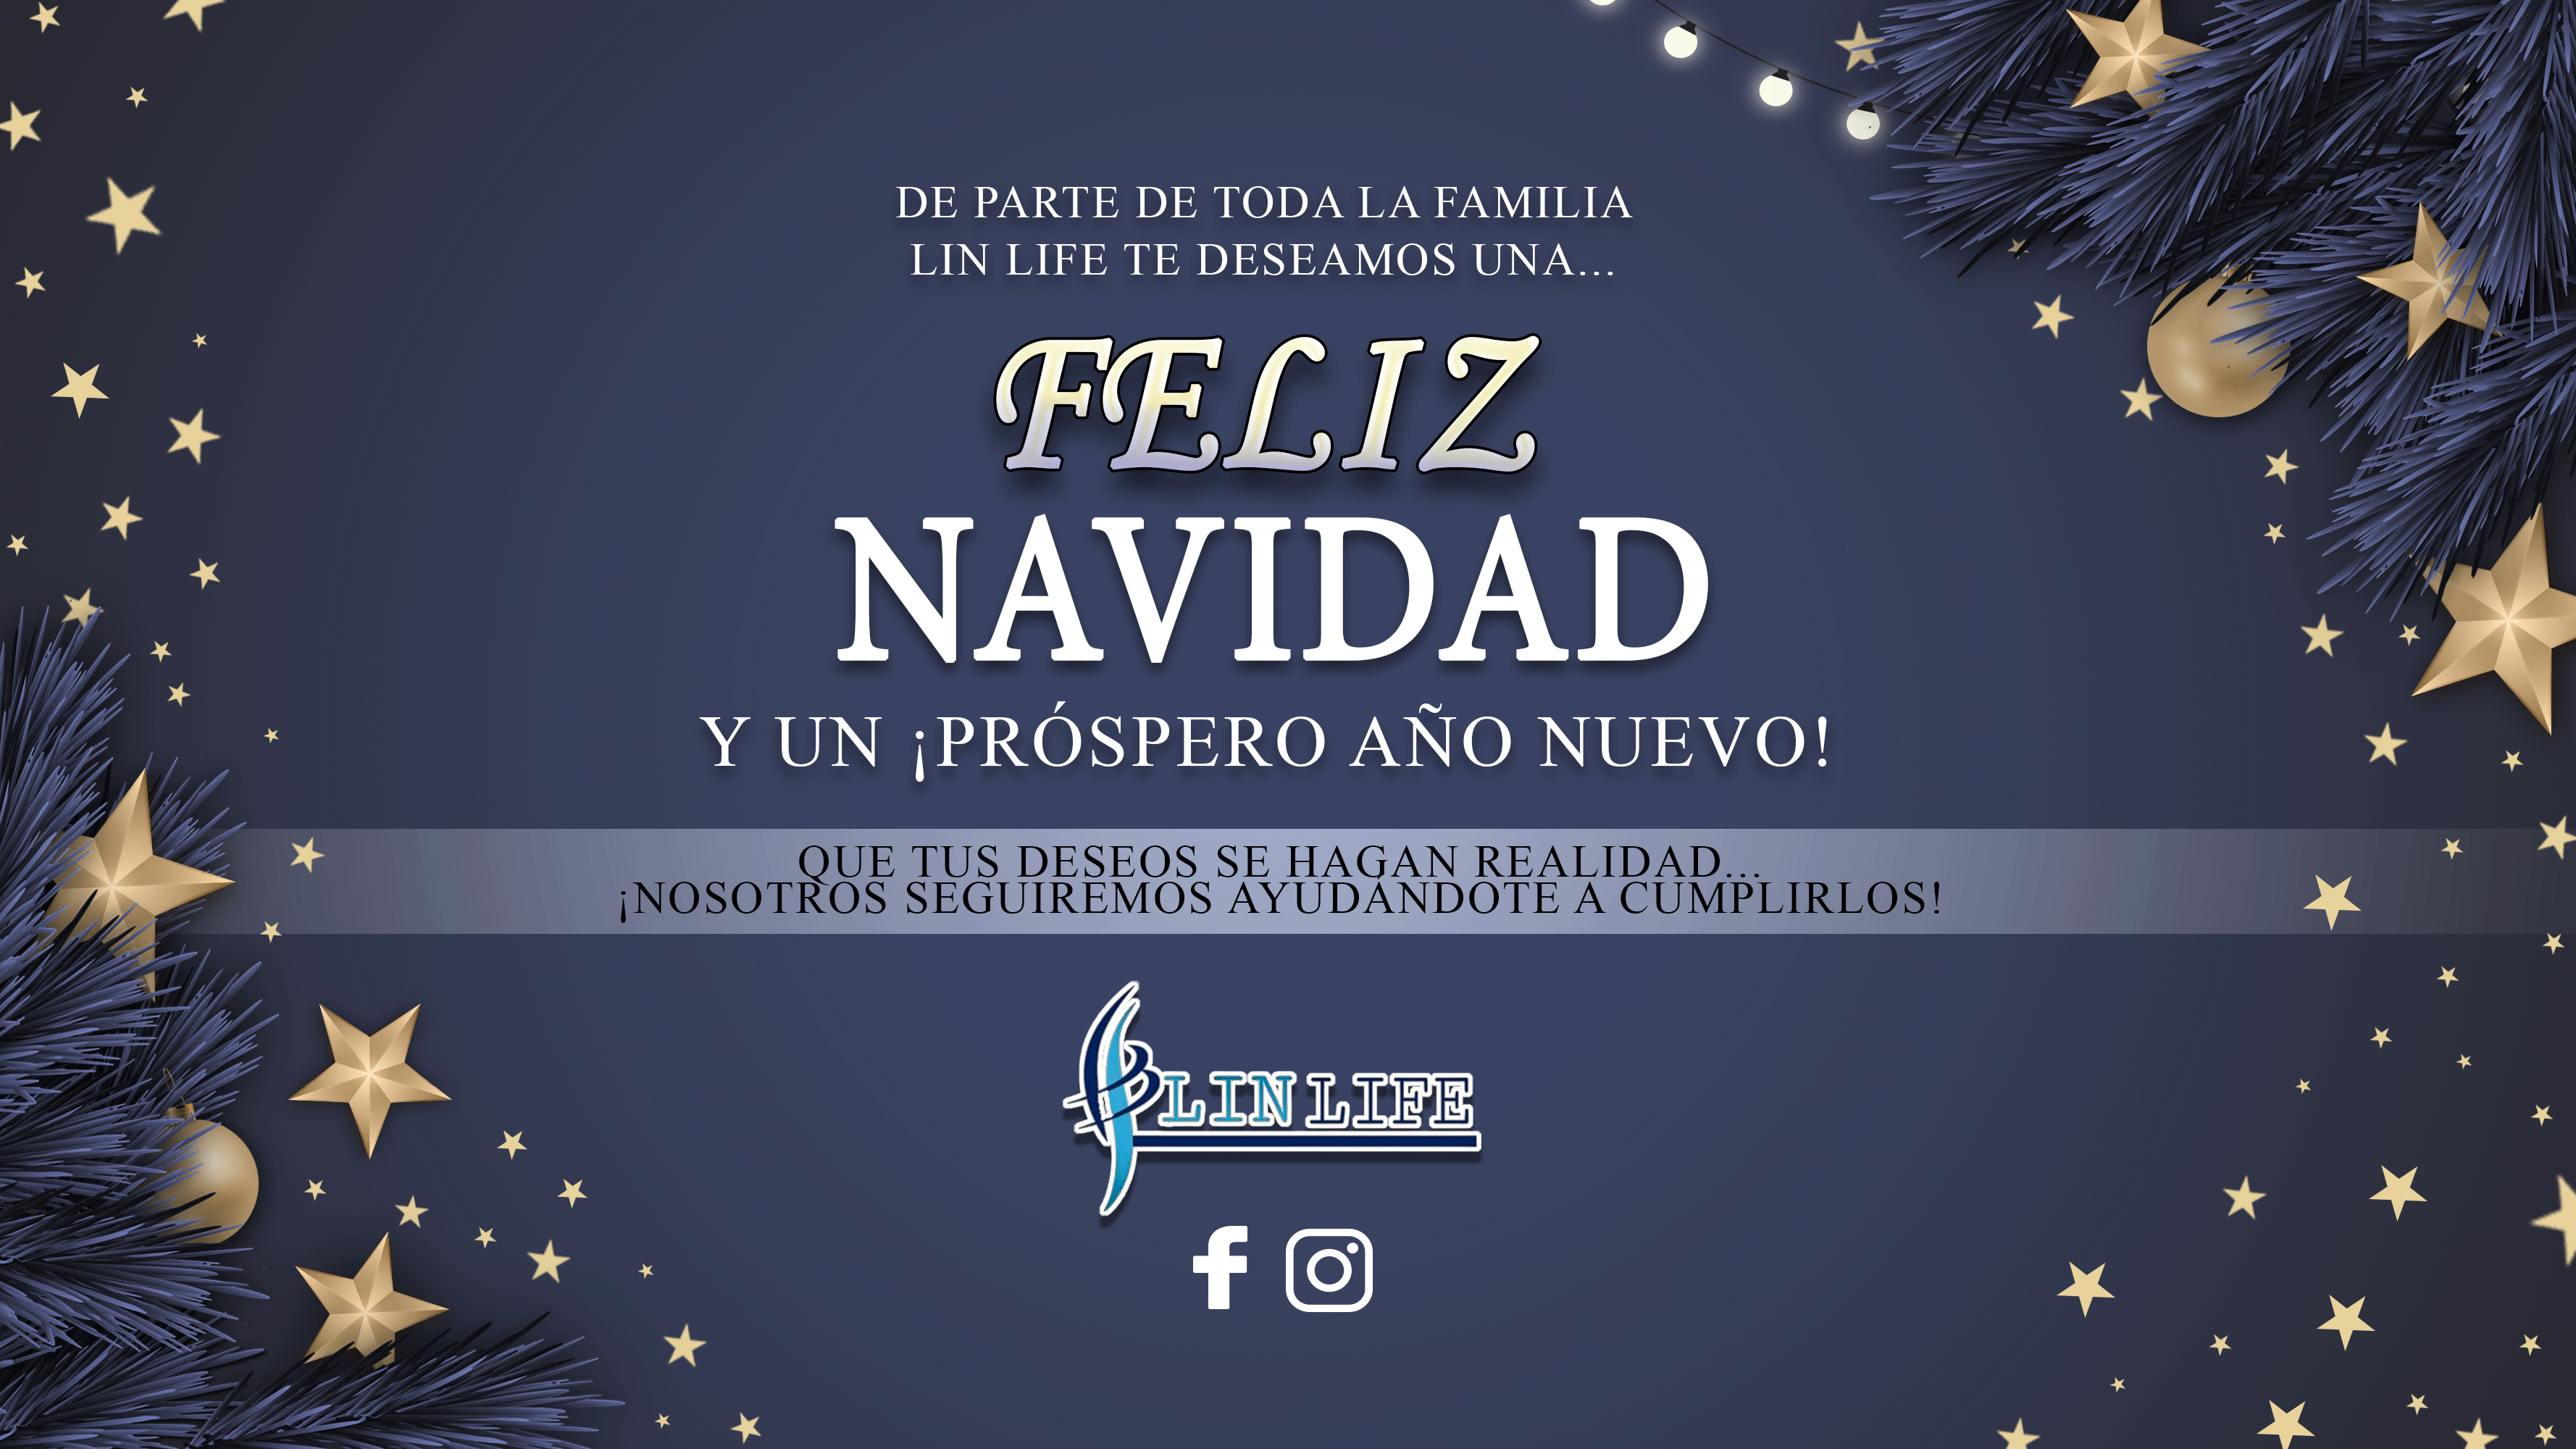 DE PARTE DE TODA LA FAMILIA
LIN LIFE TE DESEAMOS UNA...
FELIZ
NAVIDAD
Y UN ¡PRÓSPERO AÑO NUEVO!
QUE TUS DESEOS SE HAGAN REALIDAD...
¡NOSOTROS SEGUIREMOS AYUDÁNDOTE A CUMPLIRLOS!
LIN LIFE